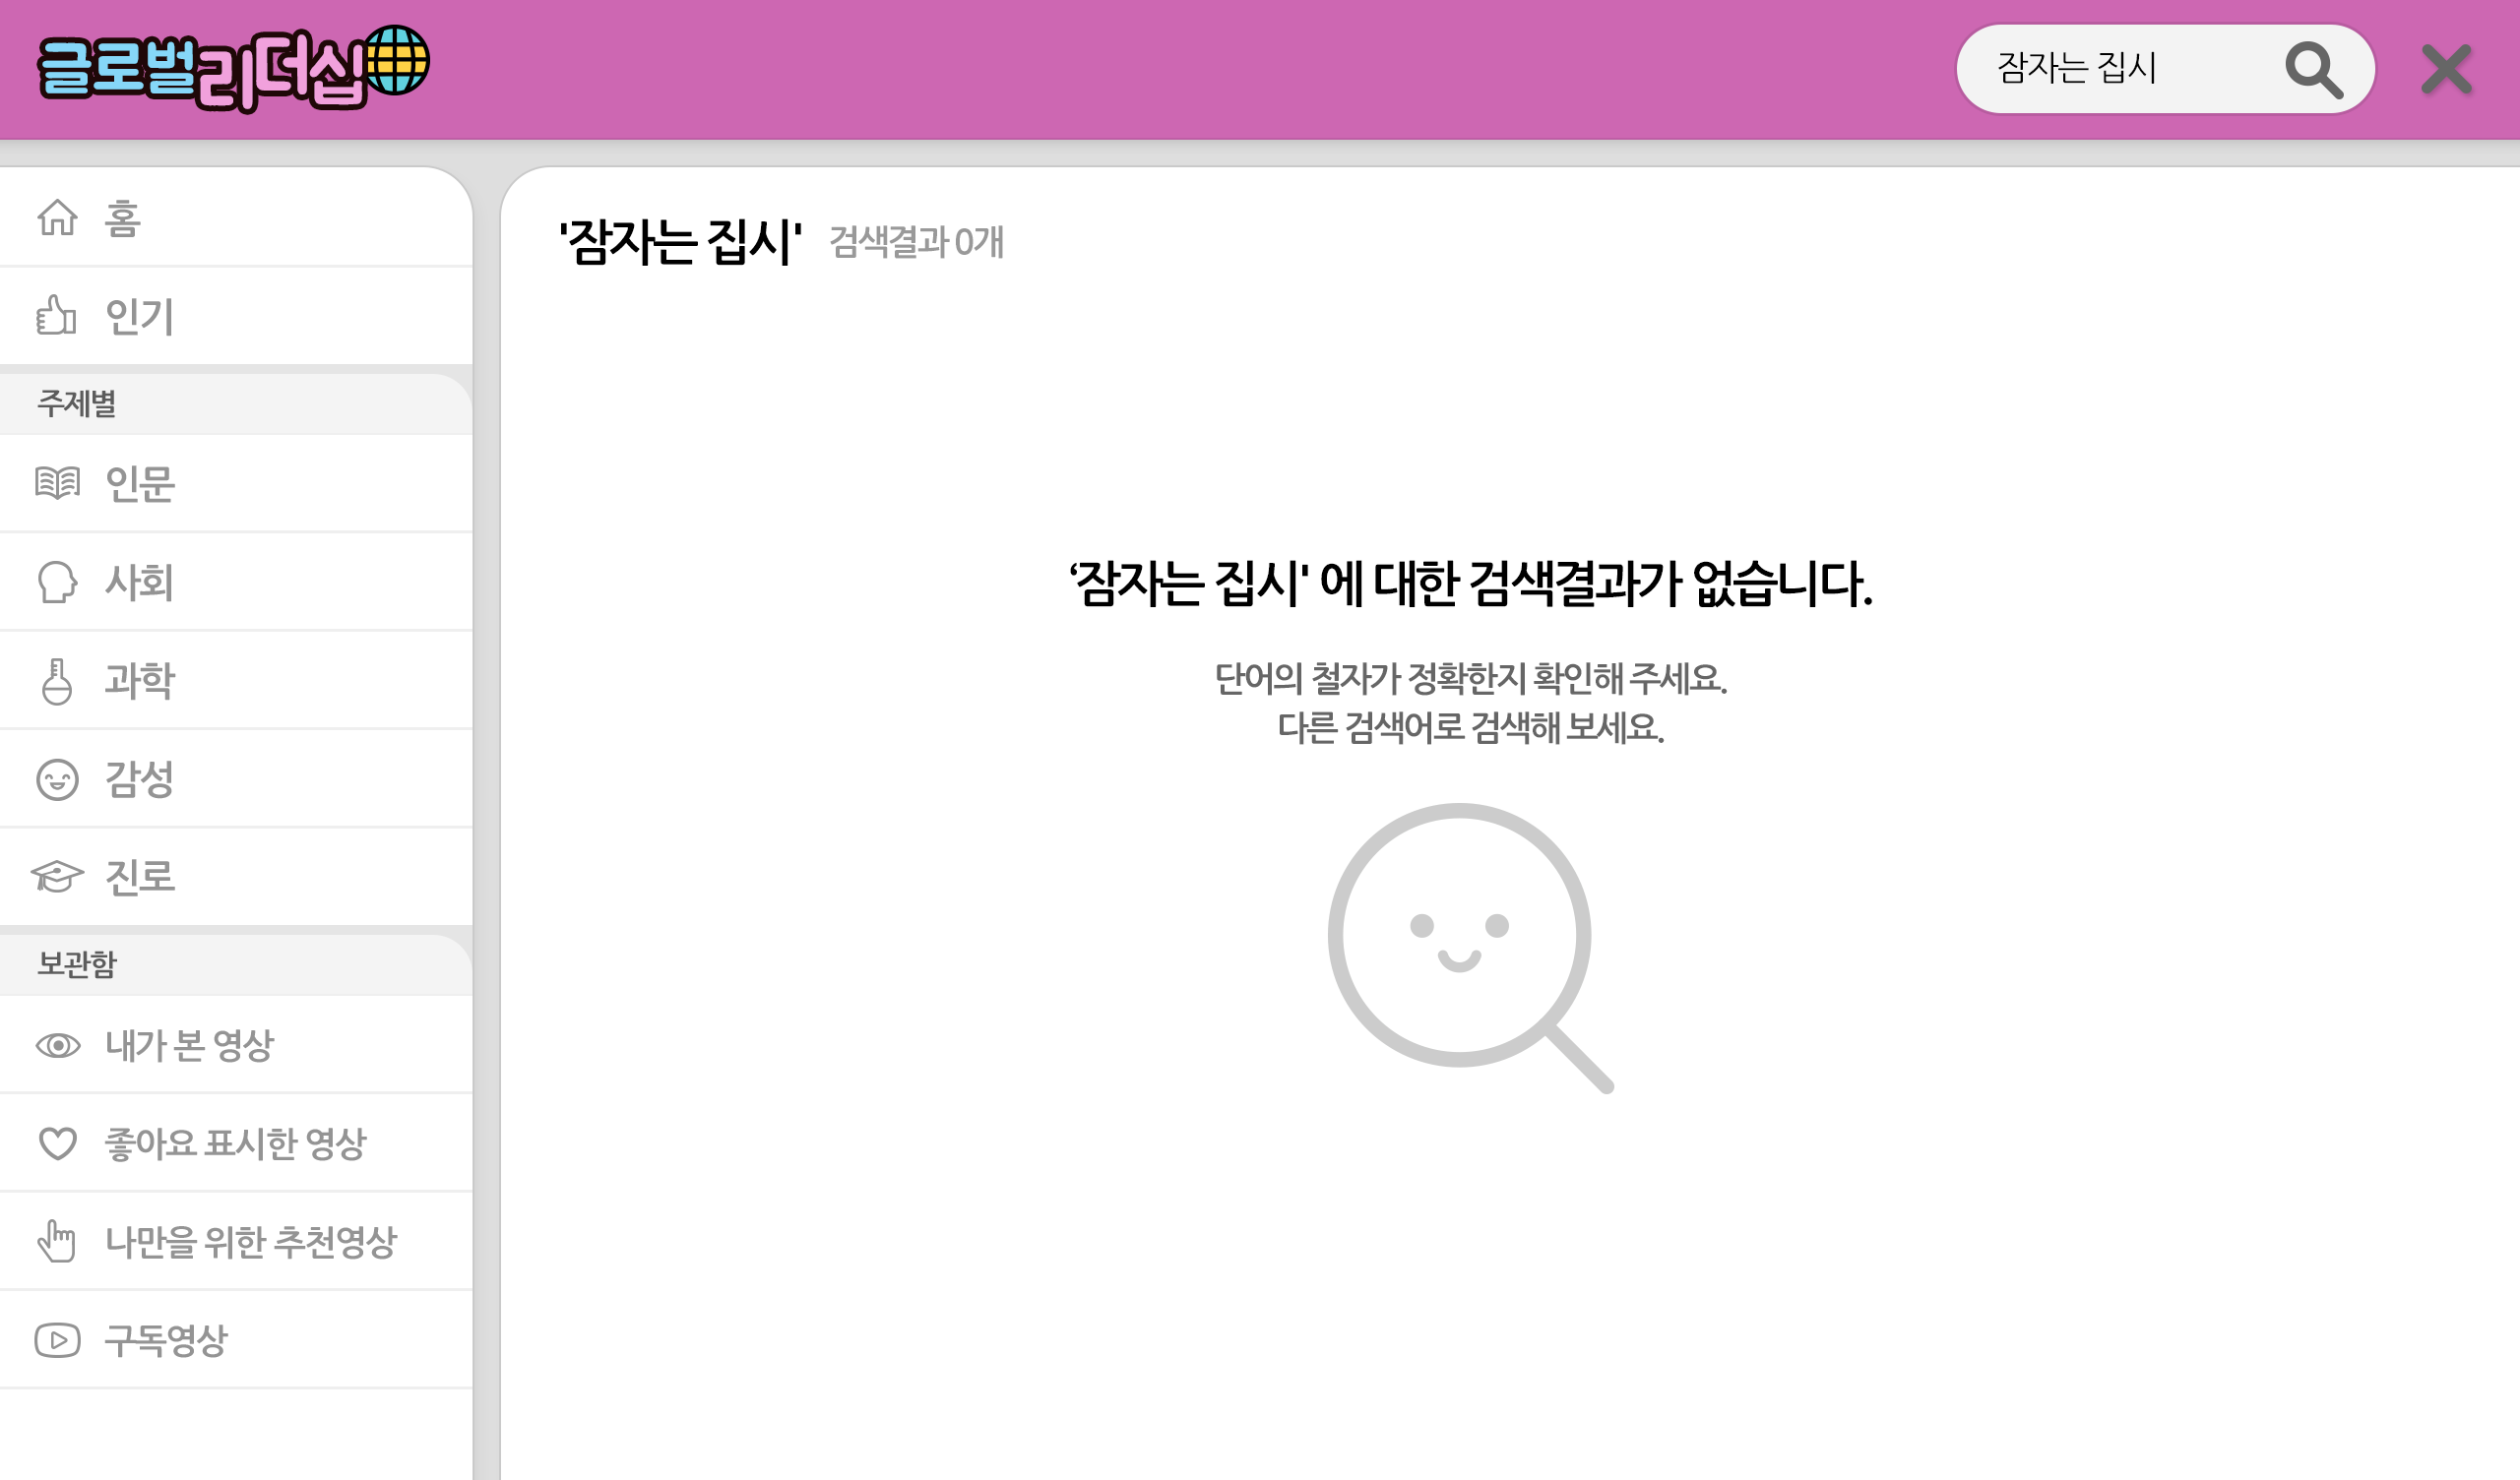 글로벌리더십
잠자는 집시
홈
인기
주제별
인문
사회
과학
감성
진로
보관함
내가 본 영상
좋아요 표시한 영상
나만을 위한 추천영상
구독영상
'잠자는 집시' 검색결과 0개
‘잠자는 집시' 에 대한 검색결과가 없습니다.
단어의 철자가 정확한지 확인해 주세요.
다른 검색어로 검색해 보세요.